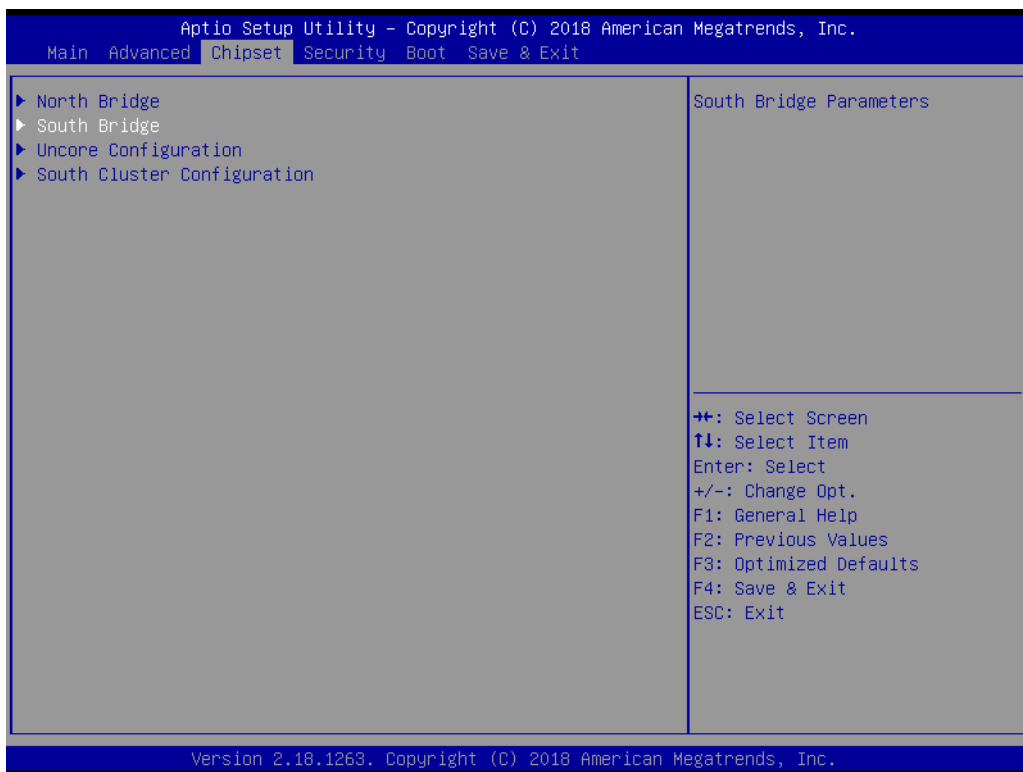 Aptio Setup Utility – Copyright (C) 2018 American Megatrends, Inc.
Main Advanced Chipset Security Boot Save & Exit
North Bridge
South Bridge
Uncore Configuration
South Cluster Configuration
South Bridge Parameters
→←: Select Screen
↑↓: Select Item
Enter: Select
+/-: Change Opt.
F1: General Help
F2: Previous Values
F3: Optimized Defaults
F4: Save & Exit
ESC: Exit
Version 2.18.1263. Copyright (C) 2018 American Megatrends, Inc.